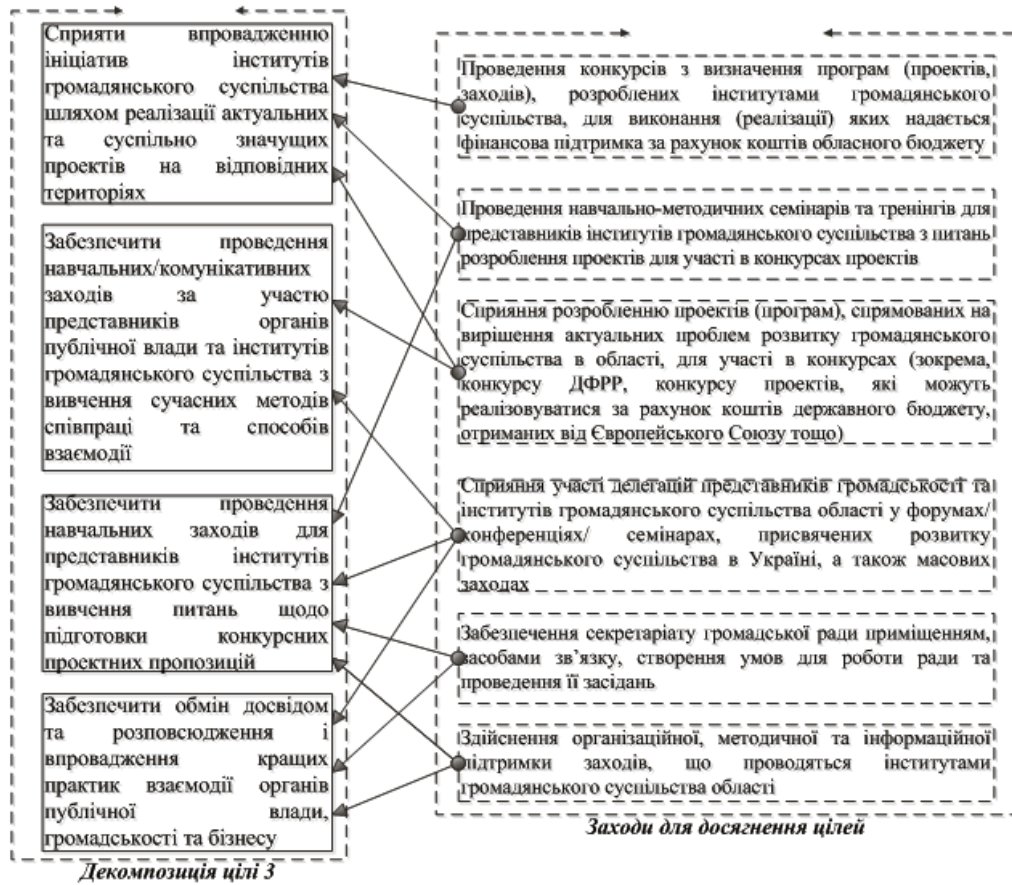 Сприяти впровадженню
ініціатив інститутів
громадянського суспільства
шляхом реалізації актуальних
та суспільно значущих
проектів на відповідних
територіях
Забезпечити проведення
навчальних/комунікативних
заходів за участю
представників органів
публічної влади та інститутів
громадянського суспільства з
вивчення сучасних методів
співпраці та способів
взаємодії
Забезпечити проведення
навчальних заходів для
представників інститутів
громадянського суспільства з
вивчення питань щодо
підготовки конкурсних
проектних пропозицій
Забезпечити обмін досвідом
та розповсюдження і
впровадження кращих
практик взаємодії органів
публічної влади,
громадськості та бізнесу
Декомпозиція цілі 3
Проведення конкурсів з визначення програм (проектів,
заходів), розроблених інститутами громадянського
суспільства, для виконання (реалізації) яких надається
фінансова підтримка за рахунок коштів обласного бюджету
Проведення навчально-методичних семінарів та тренінгів для
представників інститутів громадянського суспільства з питань
розроблення проектів для участі в конкурсах проектів
Сприяння розробленню проектів (програм), спрямованих на
вирішення актуальних проблем розвитку громадянського
суспільства в області, для участі в конкурсах (зокрема,
конкурсу ДФРР, конкурсу проектів, які можуть
реалізовуватися за рахунок коштів державного бюджету,
отриманих від Європейського Союзу тощо)
Сприяння участі делегацій представників громадськості та
інститутів громадянського суспільства області у форумах/
конференціях/ семінарах, присвячених розвитку
громадянського суспільства в Україні, а також масових
заходах
Забезпечення секретаріату громадської ради приміщенням,
засобами зв’язку, створення умов для роботи ради та
проведення її засідань
Здійснення організаційної, методичної та інформаційної
підтримки заходів, що проводяться інститутами
громадянського суспільства області
Заходи для досягнення цілей